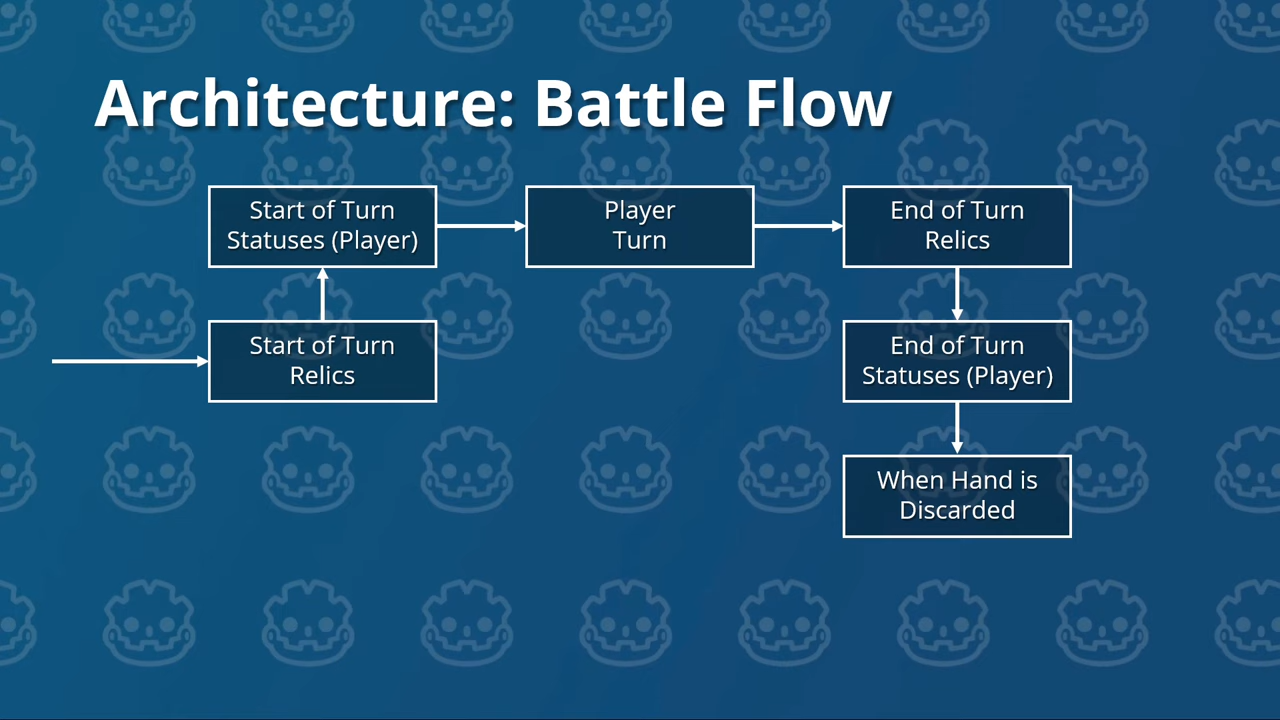 Architecture: Battle Flow
Start of Turn
Statuses (Player)
Player
Turn
End of Turn
Relics
Start of Turn
Relics
End of Turn
Statuses (Player)
When Hand is
Discarded